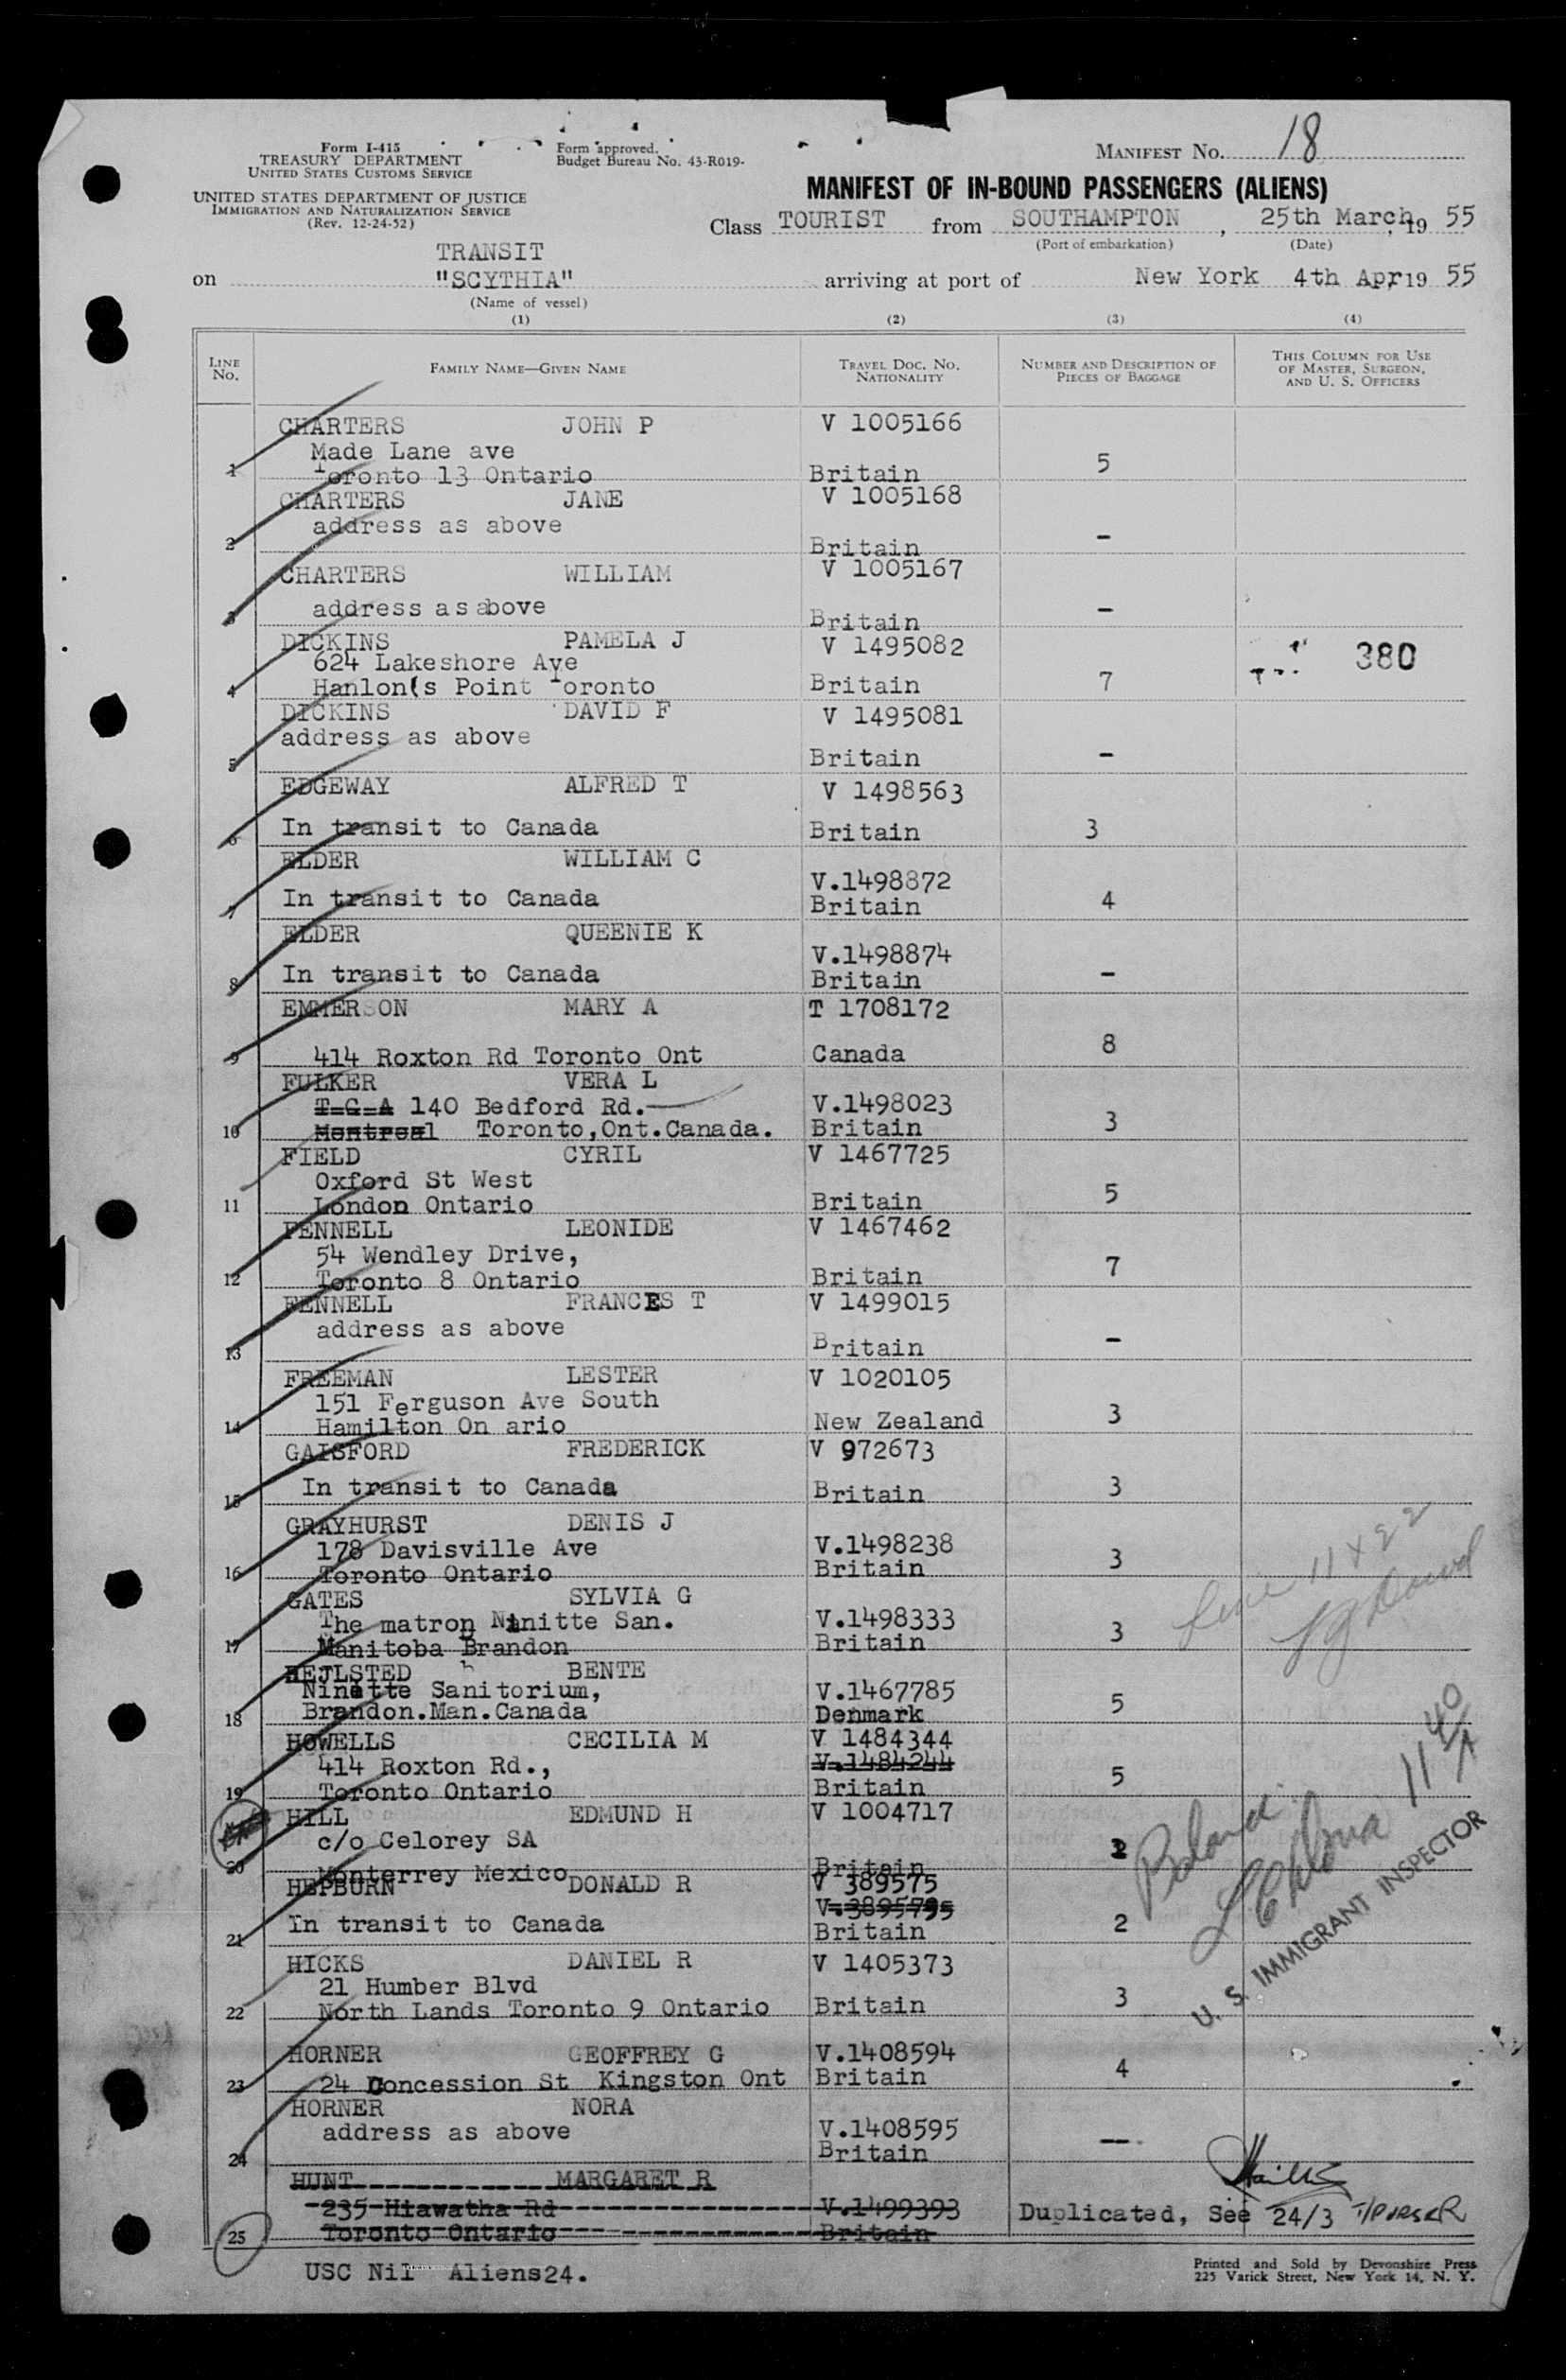 Form I-415
TREASURY DEPARTMENT
UNITED STATES CUSTOMS SERVICE
UNITED STATES DEPARTMENT OF JUSTICE
IMMIGRATION AND NATURALIZATION SERVICE
(Rev. 12-24-52)
Form approved.
Budget Bureau No. 43-R019-
MANIFEST NO. 18
MANIFEST OF IN-BOUND PASSENGERS (ALIENS)
Class TOURIST from SOUTHAMPTON, 25th March, 19 55
(Port of embarkation) (Date)
TRANSIT
on "SCYTHIA" arriving at port of New York 4th Apr, 19 55
(Name of vessel)
(1) (2) (3) (4)
LINE NO. FAMILY NAME—GIVEN NAME TRAVEL DOC. NO. NATIONALITY NUMBER AND DESCRIPTION OF PIECES OF BAGGAGE THIS COLUMN FOR USE OF MASTER, SURGEON, AND U. S. OFFICERS
CHARTERS JOHN P V 1005166
Made Lane ave
1 Toronto 13 Ontario Britain 5
CHARTERS JANE V 1005168
address as above
2 Britain -
CHARTERS WILLIAM V 1005167
3 address as above Britain -
DICKINS PAMELA J V 1495082
624 Lakeshore Ave 380
4 Hanlon(s Point Toronto Britain 7
DICKINS DAVID F V 1495081
address as above
5 Britain -
EDGEWAY ALFRED T V 1498563
6 In transit to Canada Britain 3
ELDER WILLIAM C V.1498872
7 In transit to Canada Britain 4
ELDER QUEENIE K V.1498874
8 In transit to Canada Britain -
EMMERSON MARY A T 1708172
9 414 Roxton Rd Toronto Ont Canada 8
FULKER VERA L
T C A 140 Bedford Rd. V.1498023
10 Montreal Toronto,Ont.Canada. Britain 3
FIELD CYRIL V 1467725
Oxford St West
11 London Ontario Britain 5
FENNELL LEONIDE V 1467462
54 Wendley Drive,
12 Toronto 8 Ontario Britain 7
FENNELL FRANCES T V 1499015
address as above
13 Britain -
FREEMAN LESTER V 1020105
151 Ferguson Ave South
14 Hamilton On ario New Zealand 3
GAISFORD FREDERICK V 972673
15 In transit to Canada Britain 3
GRAYHURST DENIS J
178 Davisville Ave V.1498238
16 Toronto Ontario Britain 3
GATES SYLVIA G
The matron Ninitte San. V.1498333
17 Manitoba Brandon Britain 3
HEJLSTED BENTE
Ninette Sanitorium, V.1467785
18 Brandon.Man.Canada Denmark 5
HOWELLS CECILIA M V 1484344
414 Roxton Rd., V.1484244
19 Toronto Ontario Britain 5
HILL EDMUND H V 1004717
c/o Celorey SA
20 Monterrey Mexico Britain 2
HEPBURN DONALD R V 389575
V.3895795
21 In transit to Canada Britain 2
U. S. IMMIGRANT INSPECTOR
HICKS DANIEL R V 1405373
21 Humber Blvd
22 North Lands Toronto 9 Ontario Britain 3
HORNER GEOFFREY G V.1408594
23 24 Concession St Kingston Ont Britain 4
HORNER NORA
address as above V.1408595
24 Britain -
HUNT MARGARET R
235 Hiawatha Rd V.1499393 Duplicated, See 24/3 T/PURSER
25 Toronto Ontario Britain
USC Nil Aliens24.
Printed and Sold by Devonshire Press
225 Varick Street, New York 14, N. Y.